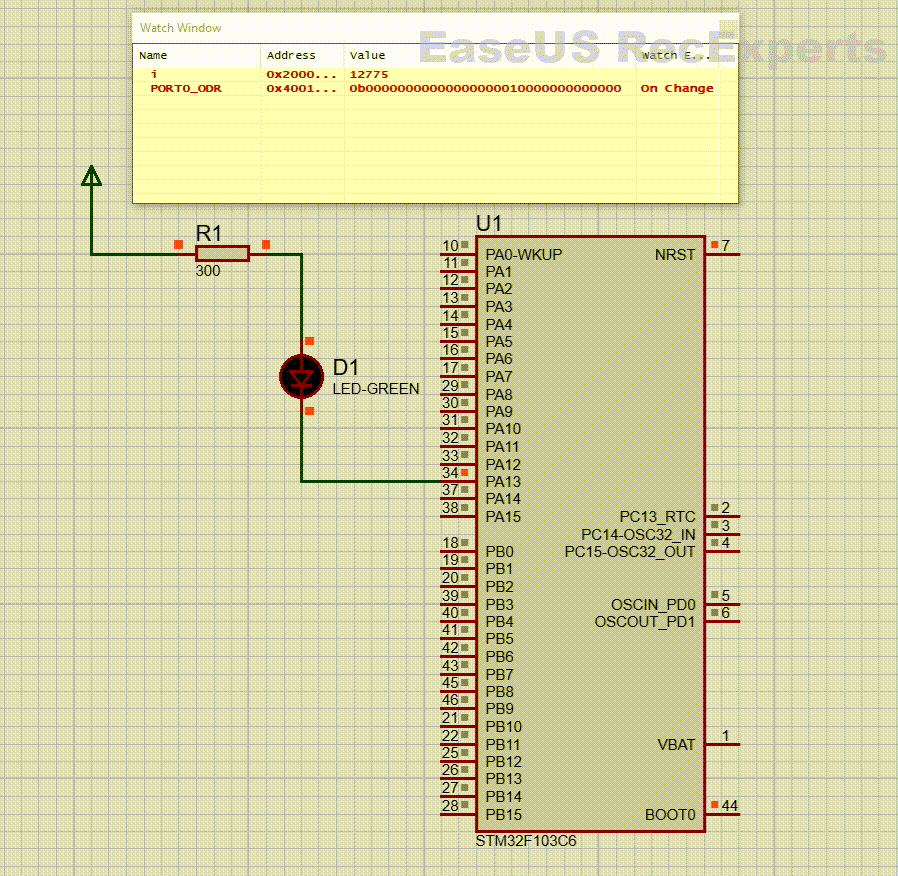 Watch Window
EaseUS RecExperts
Name Address Value Watch E...
i 0x2000... 12775
PORTO_ODR 0x4001... 0b00000000000000000010000000000000 On Change
R1
300
D1
LED-GREEN
U1
10 PA0-WKUP NRST 7
11 PA1
12 PA2
13 PA3
14 PA4
15 PA5
16 PA6
17 PA7
29 PA8
30 PA9
31 PA10
32 PA11
33 PA12
34 PA13
37 PA14
38 PA15 PC13_RTC 2
PC14-OSC32_IN 3
18 PB0 PC15-OSC32_OUT 4
19 PB1
20 PB2
39 PB3 OSCIN_PD0 5
40 PB4 OSCOUT_PD1 6
41 PB5
42 PB6
43 PB7
45 PB8
46 PB9
21 PB10
22 PB11 VBAT 1
25 PB12
26 PB13
27 PB14
28 PB15 BOOT0 44
STM32F103C6